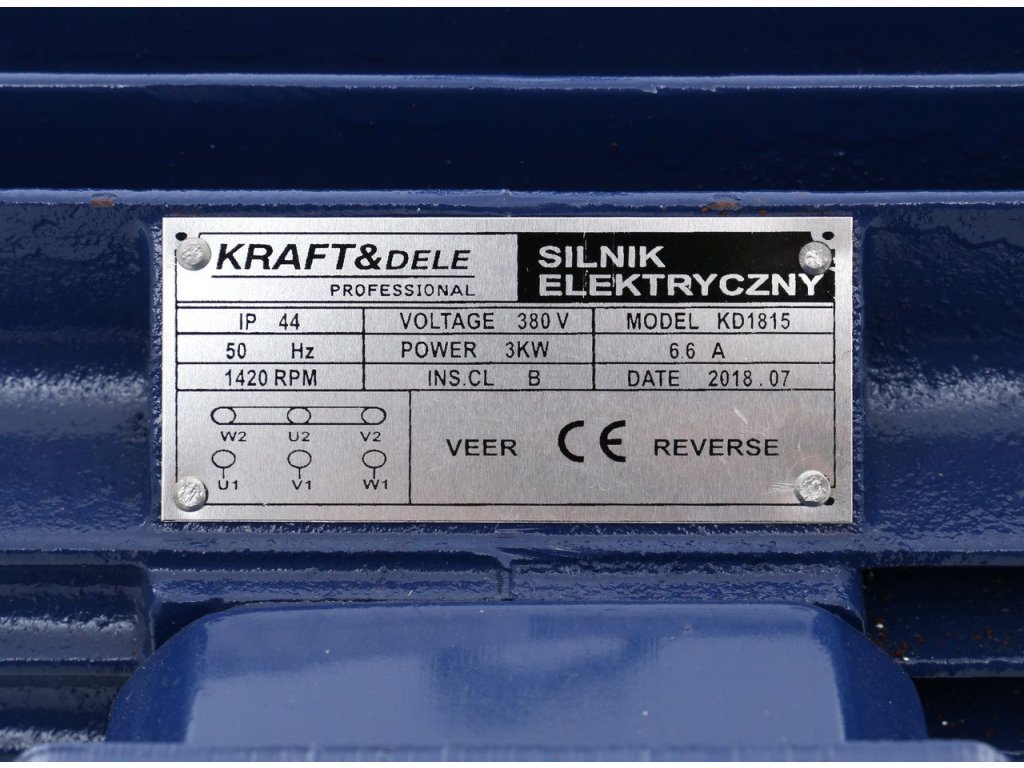 KRAFT&DELE
PROFESSIONAL
SILNIK
ELEKTRYCZNY
IP 44 VOLTAGE 380 V MODEL KD1815
50 Hz POWER 3KW 6.6 A
1420 RPM INS.CL B DATE 2018.07
W2 U2 V2
U1 V1 W1
VEER CE REVERSE